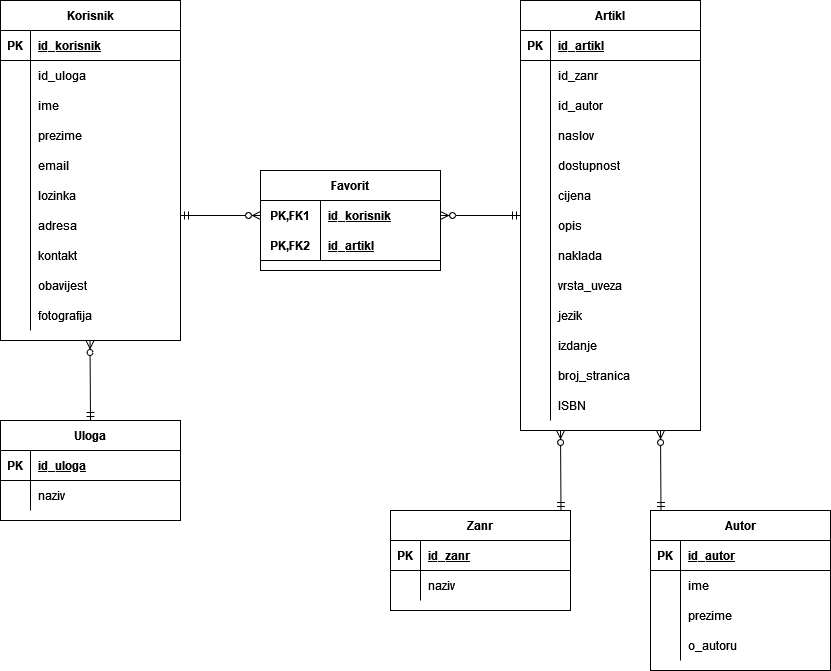 Korisnik
PK id_korisnik
id_uloga
ime
prezime
email
lozinka
adresa
kontakt
obavijest
fotografija
Favorit
PK,FK1 id_korisnik
PK,FK2 id_artikl
Artikl
PK id_artikl
id_zanr
id_autor
naslov
dostupnost
cijena
opis
naklada
vrsta_uveza
jezik
izdanje
broj_stranica
ISBN
Uloga
PK id_uloga
naziv
Zanr
PK id_zanr
naziv
Autor
PK id_autor
ime
prezime
o_autoru